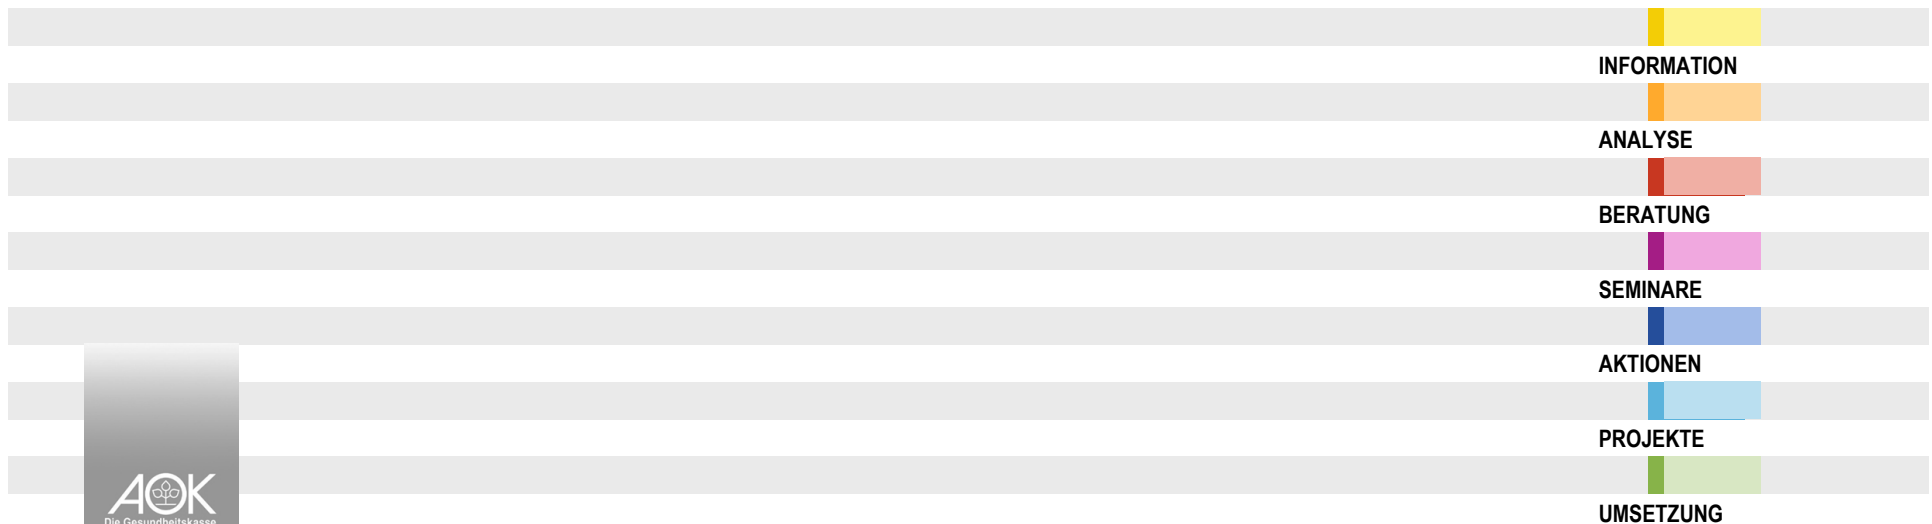 INFORMATION
ANALYSE
BERATUNG
SEMINARE
AKTIONEN
PROJEKTE
UMSETZUNG
AOK
Die Gesundheitskasse